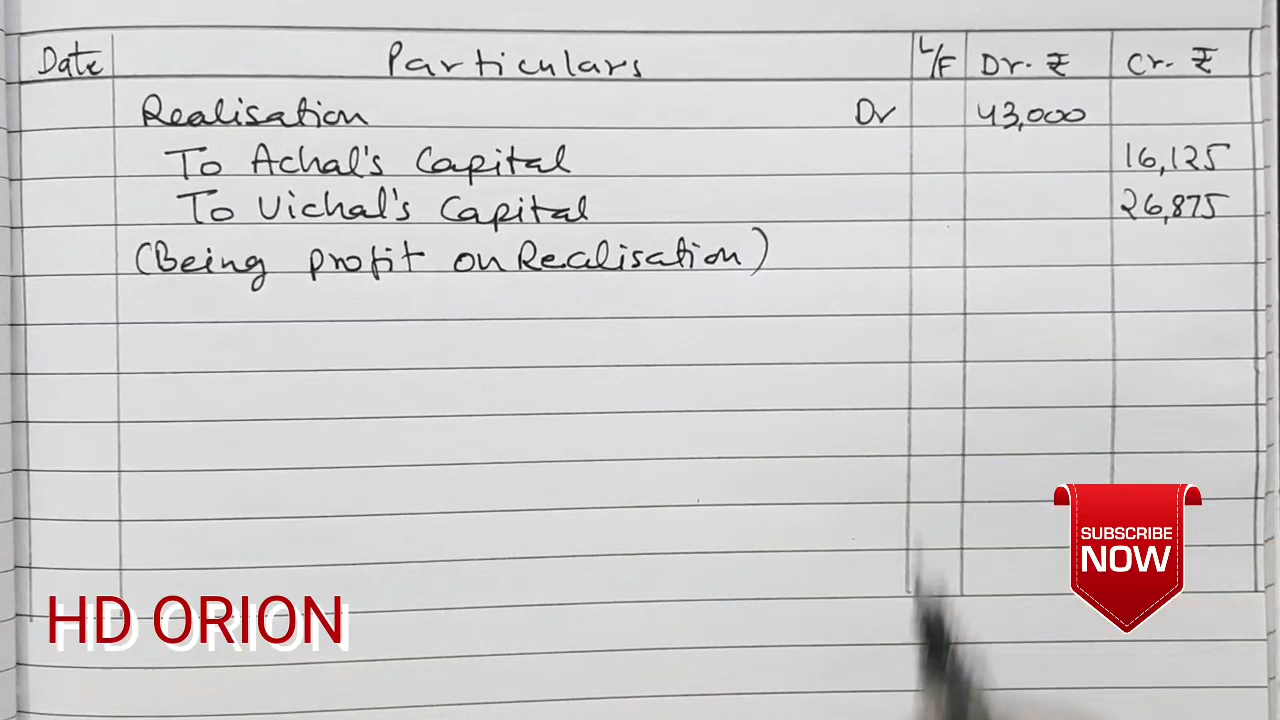 Date Particulars L/F Dr. ₹ Cr. ₹
Realisation Dr 43,000
To Achal's Capital 16,125
To Vichal's Capital 26,875
(Being profit on Realisation)
SUBSCRIBE
NOW
HD ORION